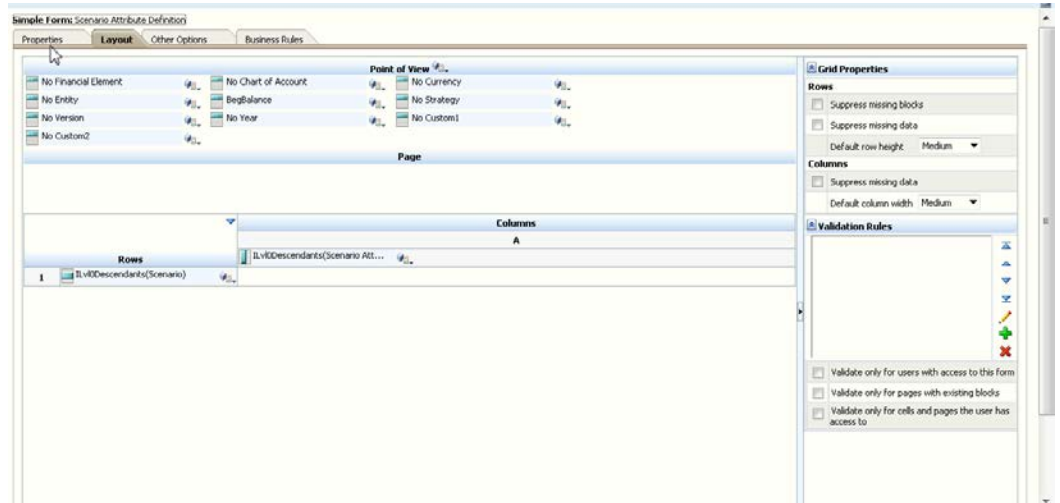 Simple Form: Scenario Attribute Definition
Properties Layout Other Options Business Rules
Point of View
No Financial Element No Chart of Account No Currency
No Entity BegBalance No Strategy
No Version No Year No Custom1
No Custom2
Page
Columns
A
Rows ILvl0Descendants(Scenario Att...
1 ILvl0Descendants(Scenario)
Grid Properties
Rows
Suppress missing blocks
Suppress missing data
Default row height Medium
Columns
Suppress missing data
Default column width Medium
Validation Rules
Validate only for users with access to this form
Validate only for pages with existing blocks
Validate only for cells and pages the user has
access to